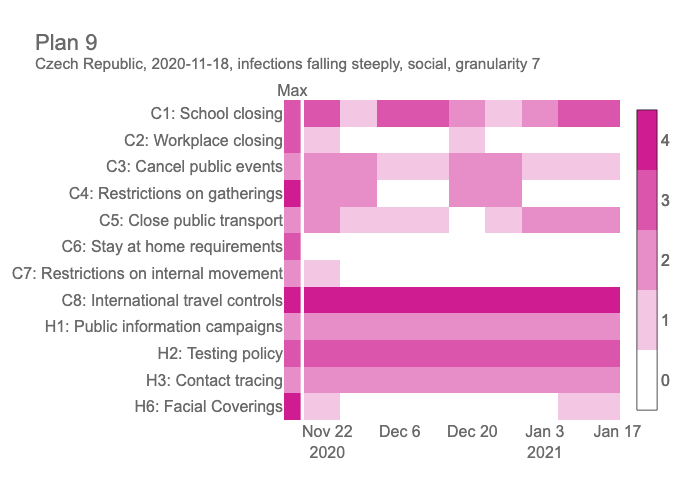 Plan 9
Czech Republic, 2020-11-18, infections falling steeply, social, granularity 7
Max
C1: School closing
C2: Workplace closing
C3: Cancel public events
C4: Restrictions on gatherings
C5: Close public transport
C6: Stay at home requirements
C7: Restrictions on internal movement
C8: International travel controls
H1: Public information campaigns
H2: Testing policy
H3: Contact tracing
H6: Facial Coverings
4
3
2
1
0
Nov 22 Dec 6 Dec 20 Jan 3 Jan 17
2020 2021